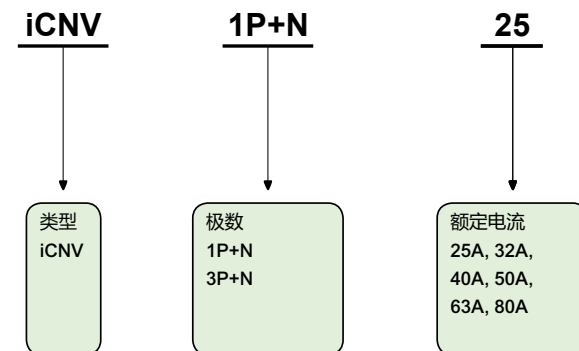 iCNV
1P+N
25
类型
iCNV
极数
1P+N
3P+N
额定电流
25A, 32A,
40A, 50A,
63A, 80A